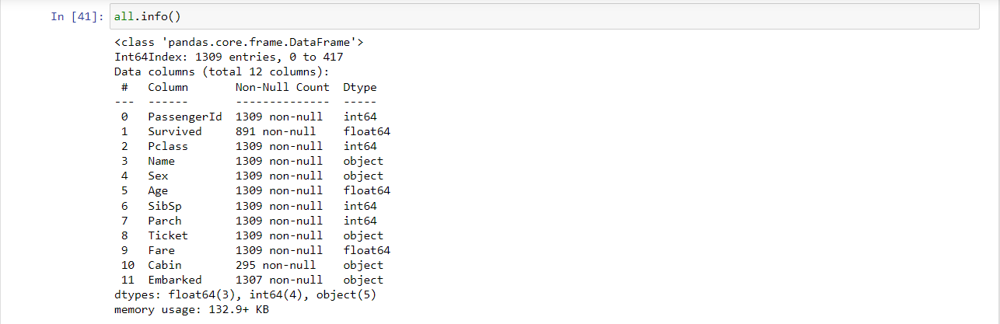 In [41]: all.info()
<class 'pandas.core.frame.DataFrame'>
Int64Index: 1309 entries, 0 to 417
Data columns (total 12 columns):
 #   Column       Non-Null Count  Dtype
---  ------       --------------  -----
 0   PassengerId  1309 non-null   int64
 1   Survived     891 non-null    float64
 2   Pclass       1309 non-null   int64
 3   Name         1309 non-null   object
 4   Sex          1309 non-null   object
 5   Age          1309 non-null   float64
 6   SibSp        1309 non-null   int64
 7   Parch        1309 non-null   int64
 8   Ticket       1309 non-null   object
 9   Fare         1309 non-null   float64
 10  Cabin        295 non-null    object
 11  Embarked     1307 non-null   object
dtypes: float64(3), int64(4), object(5)
memory usage: 132.9+ KB